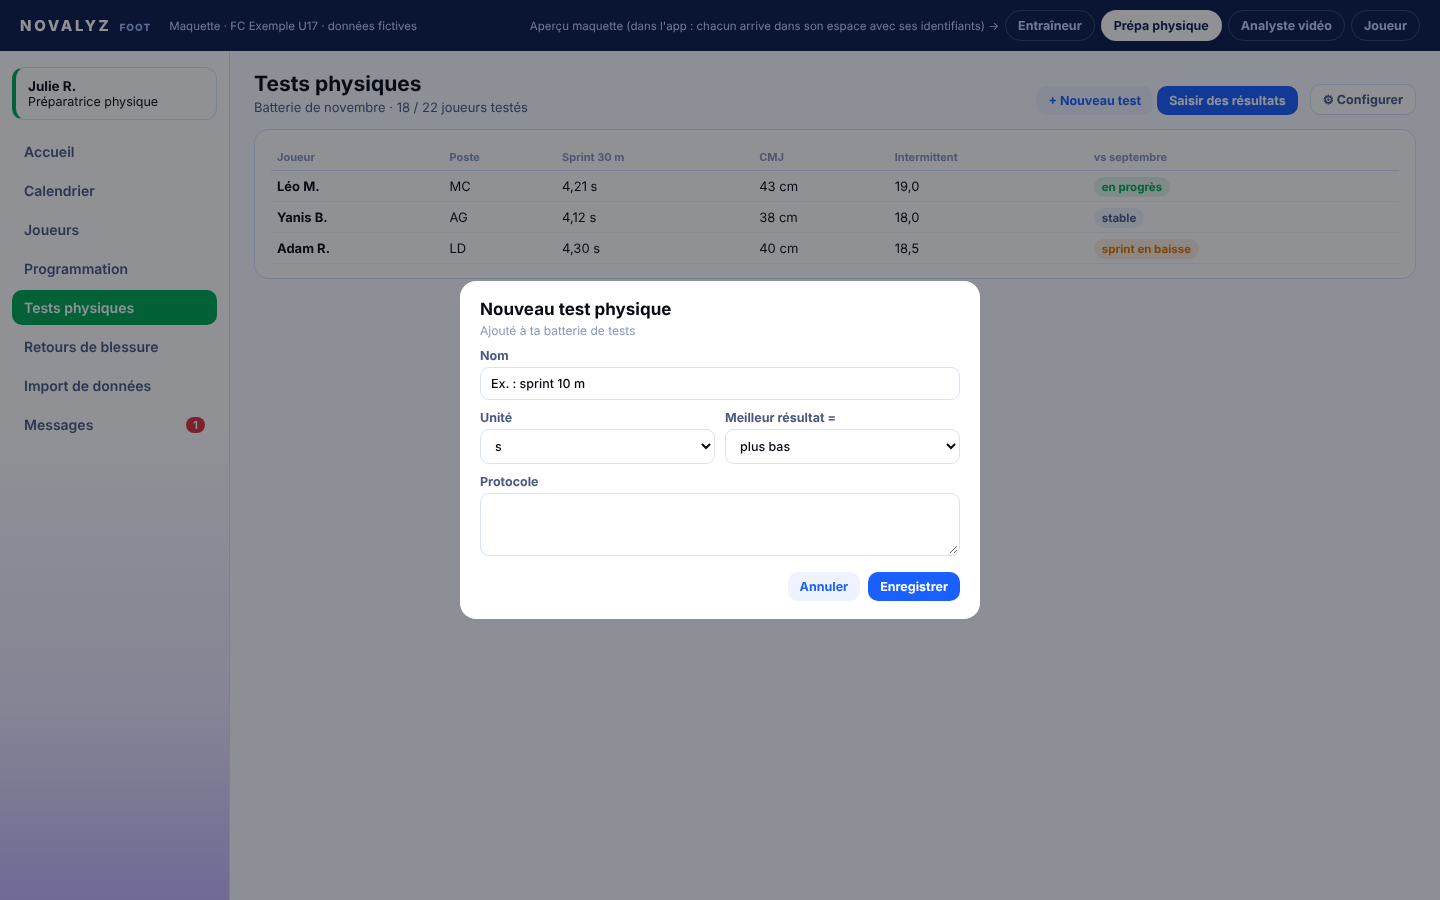 NOVALYZ FOOT Maquette · FC Exemple U17 · données fictives Aperçu maquette (dans l'app : chacun arrive dans son espace avec ses identifiants) → Entraîneur Prépa physique Analyste vidéo Joueur
Julie R.
Préparatrice physique
Accueil
Calendrier
Joueurs
Programmation
Tests physiques
Retours de blessure
Import de données
Messages 1
Tests physiques
Batterie de novembre · 18 / 22 joueurs testés
+ Nouveau test Saisir des résultats ⚙ Configurer
Joueur Poste Sprint 30 m CMJ Intermittent vs septembre
Léo M. MC 4,21 s 43 cm 19,0 en progrès
Yanis B. AG 4,12 s 38 cm 18,0 stable
Adam R. LD 4,30 s 40 cm 18,5 sprint en baisse
Nouveau test physique
Ajouté à ta batterie de tests
Nom
Ex. : sprint 10 m
Unité Meilleur résultat =
s plus bas
Protocole
Annuler Enregistrer